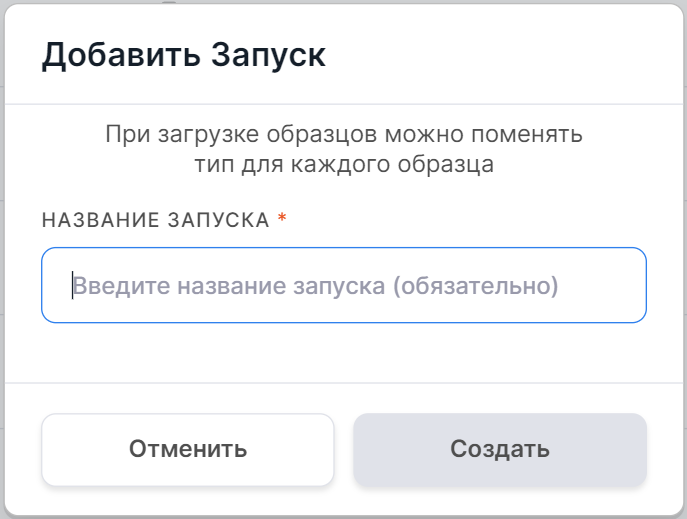 Добавить Запуск
При загрузке образцов можно поменять
тип для каждого образца
НАЗВАНИЕ ЗАПУСКА *
Введите название запуска (обязательно)
Отменить
Создать